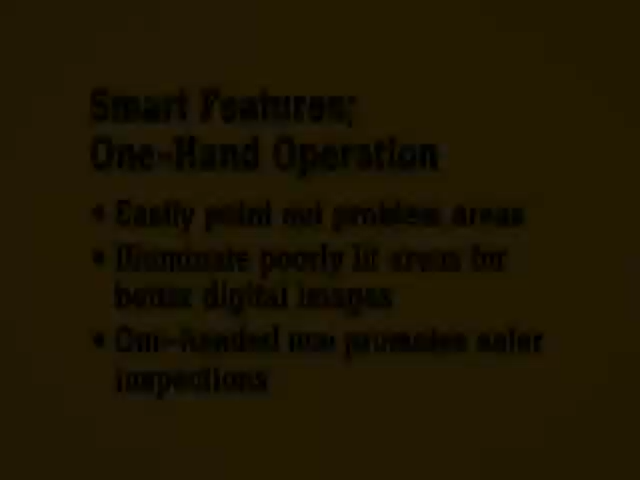 Smart Features;
One-Hand Operation
• Easily point out problem areas
• Illuminate poorly lit areas for
better digital images
• One-handed use promotes safer
inspections